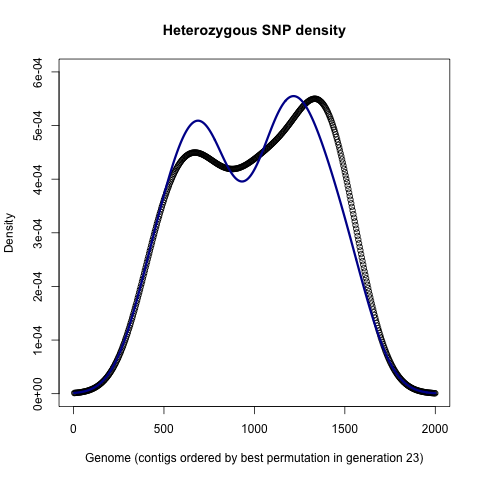 Heterozygous SNP density
6e-04
5e-04
4e-04
3e-04
2e-04
1e-04
0e+00
Density
0 500 1000 1500 2000
Genome (contigs ordered by best permutation in generation 23)